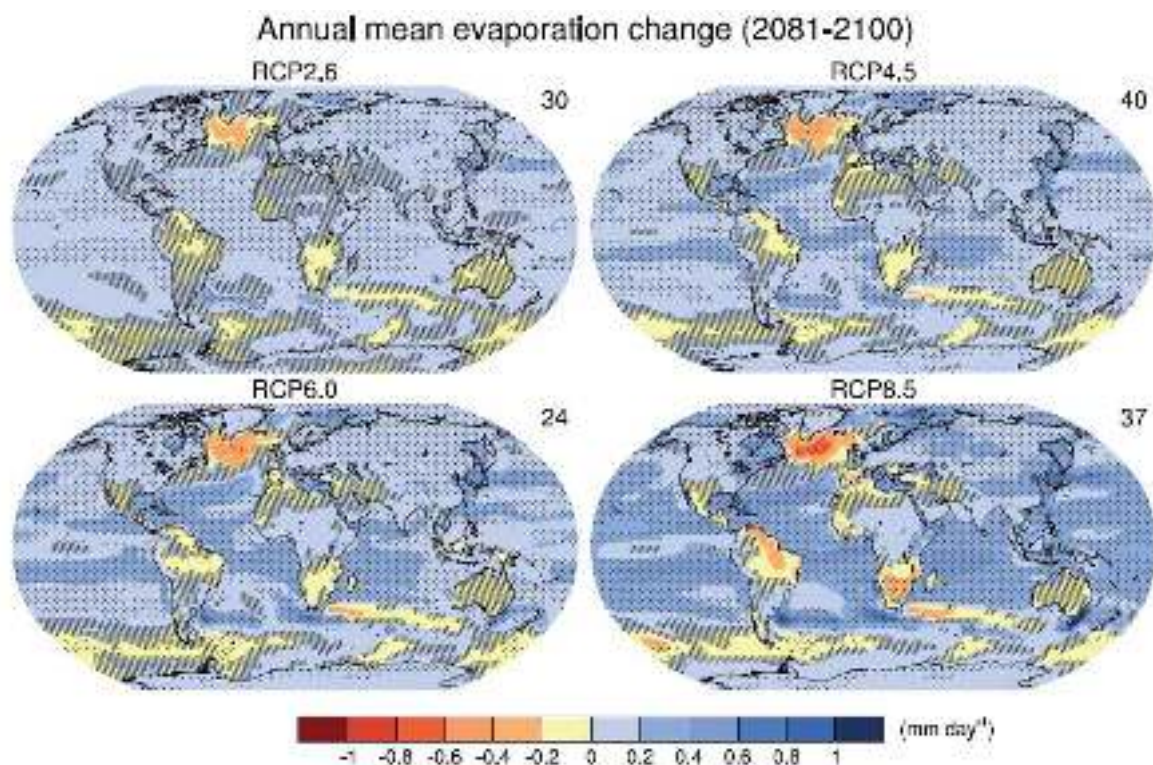 Annual mean evaporation change (2081-2100)
RCP2.6 30
RCP4.5 40
RCP6.0 24
RCP8.5 37
-1 -0.8 -0.6 -0.4 -0.2 0 0.2 0.4 0.6 0.8 1 (mm day⁻¹)